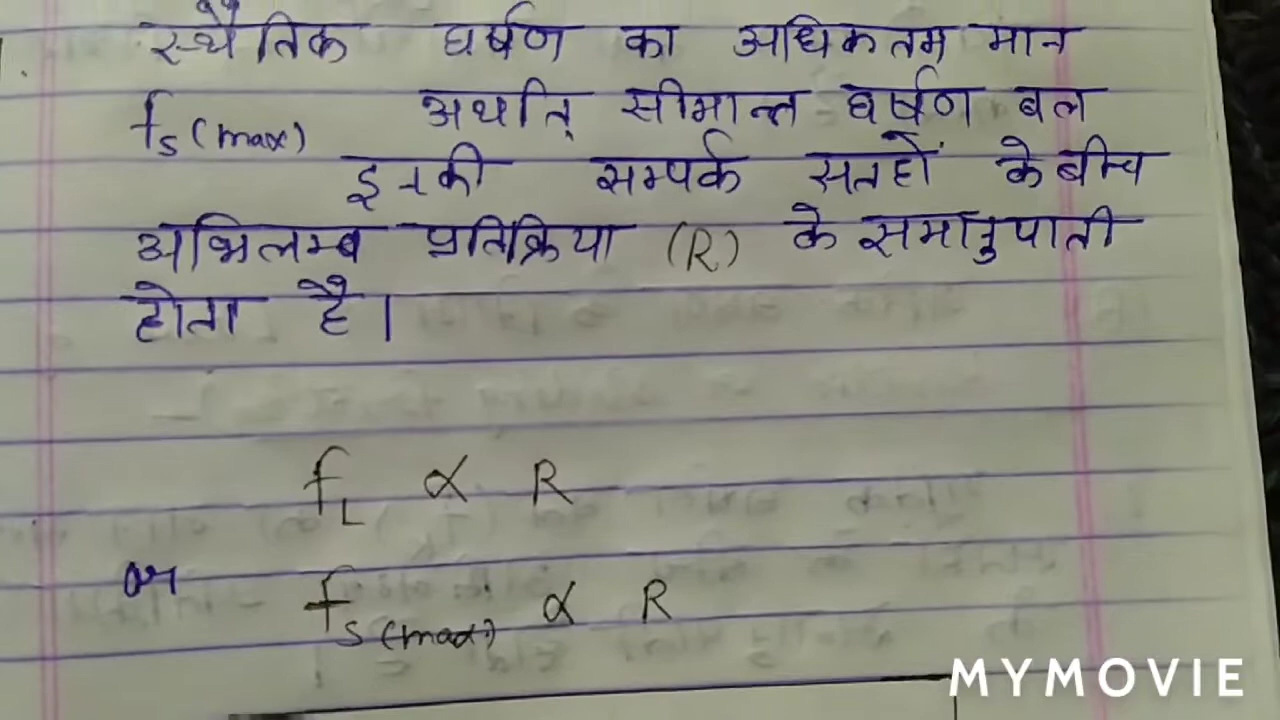 स्थैतिक घर्षण का अधिकतम मान
fs (max) अर्थात् सीमान्त घर्षण बल
इनकी सम्पर्क सतहों के बीच
अभिलम्ब प्रतिक्रिया (R) के समानुपाती
होता है।
fL ∝ R
or
fs (max) ∝ R
MYMOVIE